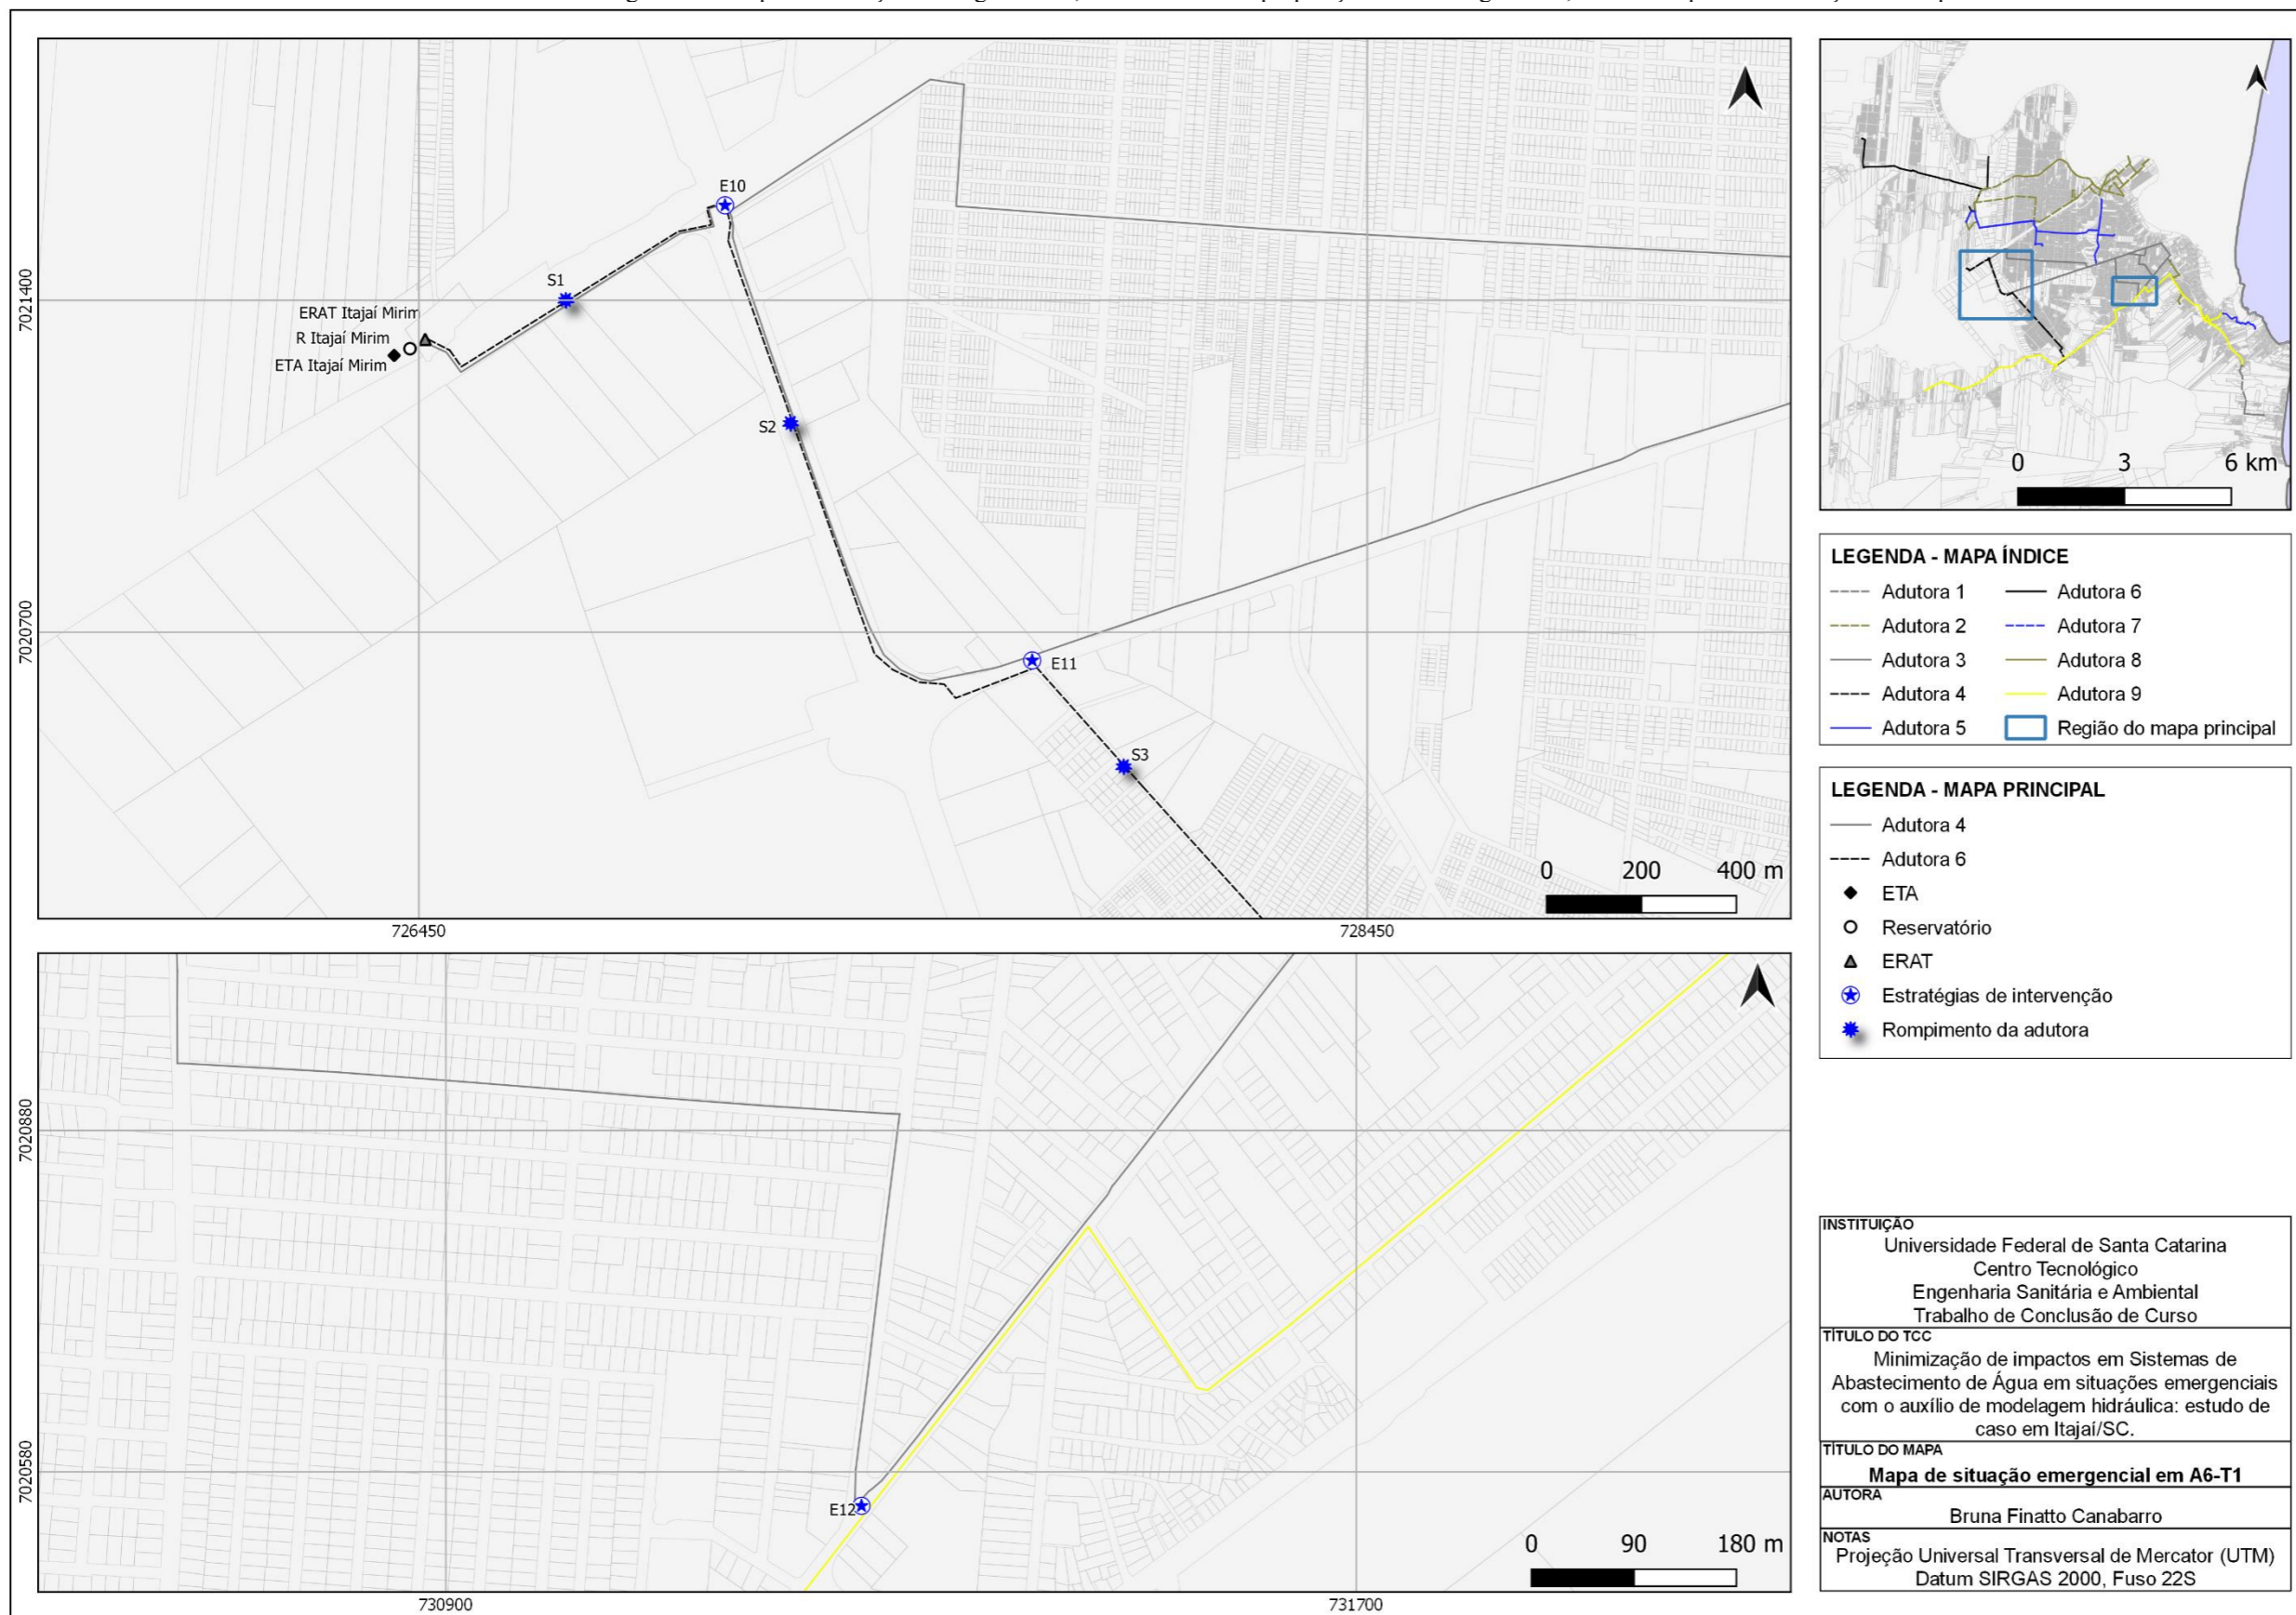 E10
S1
7021400
ERAT Itajaí Mirim
R Itajaí Mirim
ETA Itajaí Mirim
S2
7020700
E11
S3
0 200 400 m
726450 728450
7020880
7020580
E12
0 90 180 m
730900 731700
0 3 6 km
LEGENDA - MAPA ÍNDICE
Adutora 1 Adutora 6
Adutora 2 Adutora 7
Adutora 3 Adutora 8
Adutora 4 Adutora 9
Adutora 5 Região do mapa principal
LEGENDA - MAPA PRINCIPAL
Adutora 4
Adutora 6
ETA
Reservatório
ERAT
Estratégias de intervenção
Rompimento da adutora
INSTITUIÇÃO
Universidade Federal de Santa Catarina
Centro Tecnológico
Engenharia Sanitária e Ambiental
Trabalho de Conclusão de Curso
TÍTULO DO TCC
Minimização de impactos em Sistemas de
Abastecimento de Água em situações emergenciais
com o auxílio de modelagem hidráulica: estudo de
caso em Itajaí/SC.
TÍTULO DO MAPA
Mapa de situação emergencial em A6-T1
AUTORA
Bruna Finatto Canabarro
NOTAS
Projeção Universal Transversal de Mercator (UTM)
Datum SIRGAS 2000, Fuso 22S